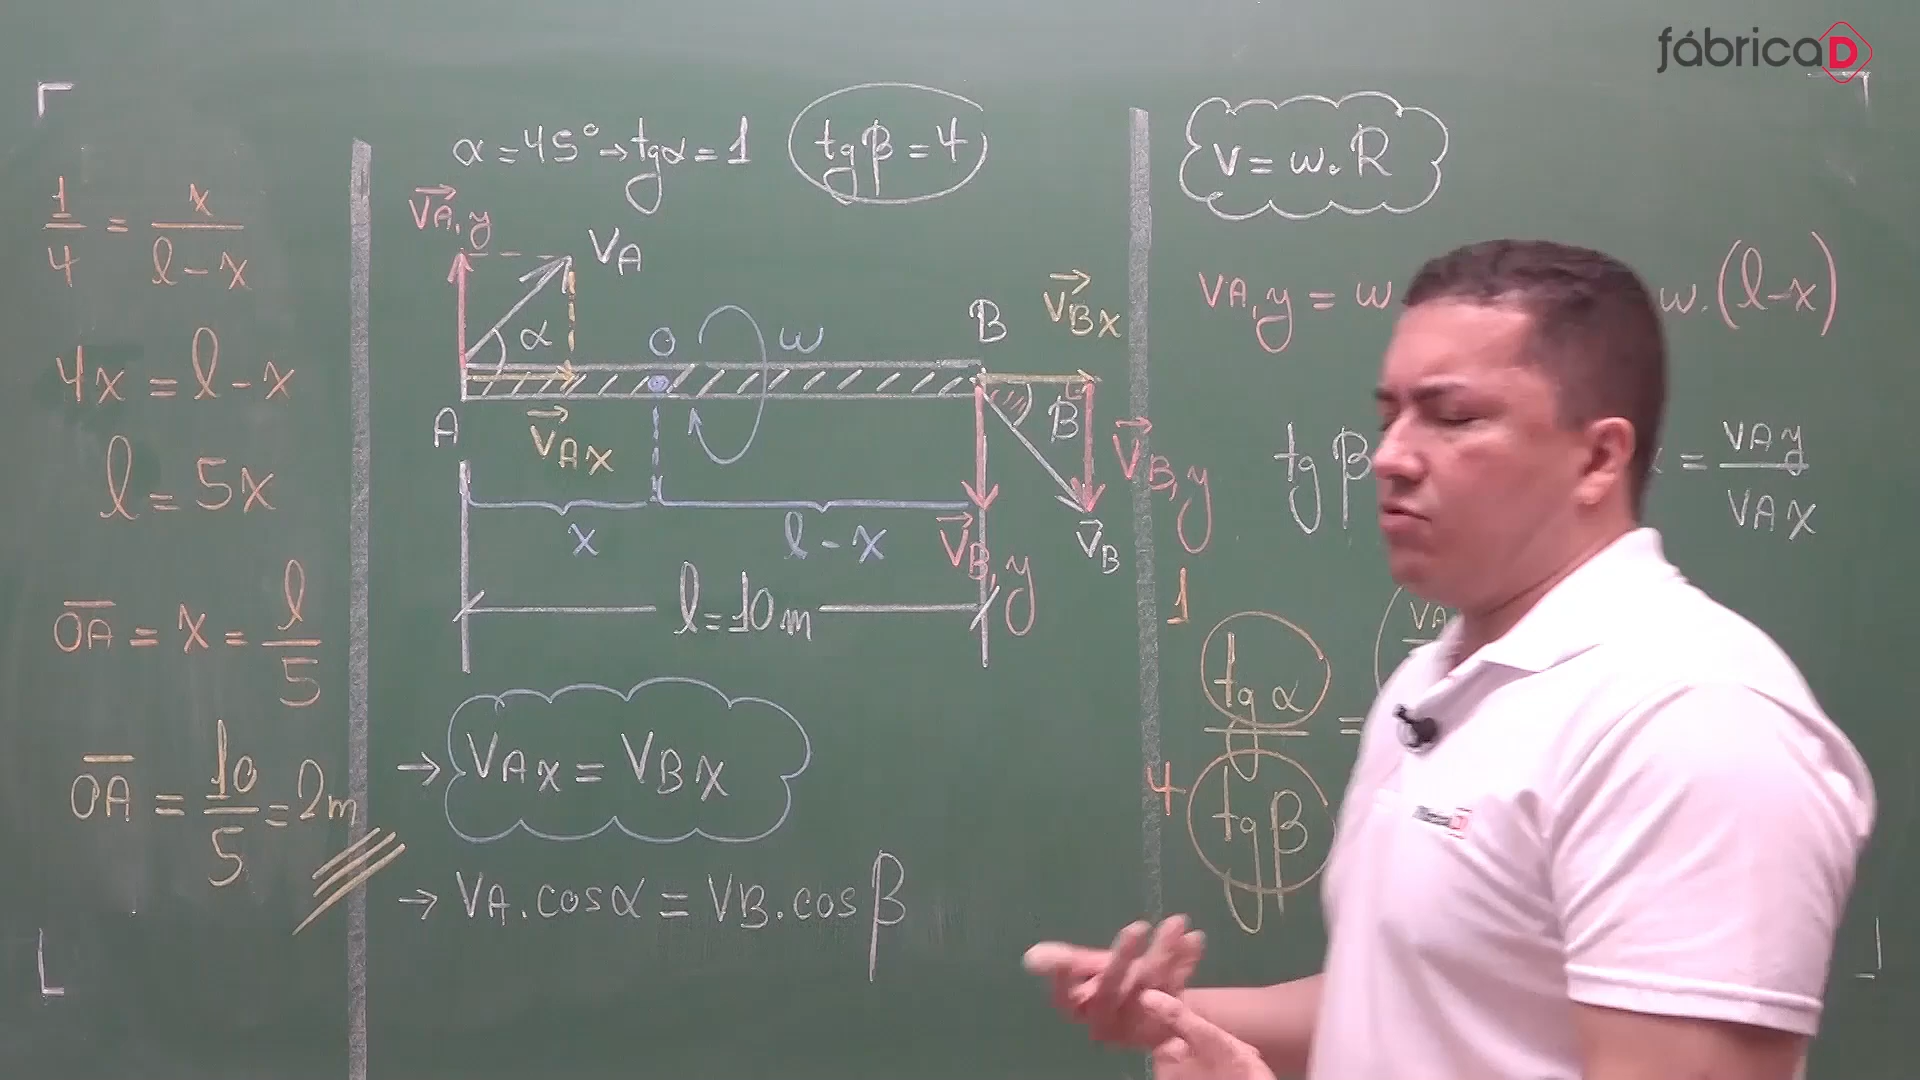 fábricaD
1/4 = x/(l-x)
4x = l-x
l = 5x
OA = x = l/5
OA = 10/5 = 2m
α = 45° → tgα = 1
tgβ = 4
VA,y
VA
α
O
ω
B
VBx
A
VAx
β
VB,y
x
l-x
VB,y
VB
l = 10m
→ VAx = VBx
→ VA.cosα = VB.cosβ
V = ω.R
VA,y = ω
ω.(l-x)
tgβ
= VAy/VAx
1
tgα
=
VA
4
tgβ